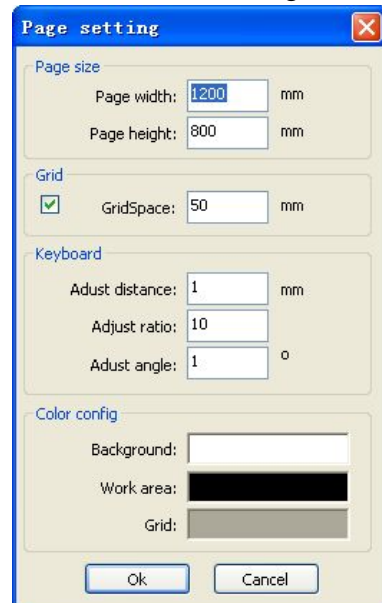 Page setting
Page size
Page width: 1200 mm
Page height: 800 mm
Grid
GridSpace: 50 mm
Keyboard
Adust distance: 1 mm
Adjust ratio: 10
Adust angle: 1 °
Color config
Background:
Work area:
Grid:
Ok Cancel